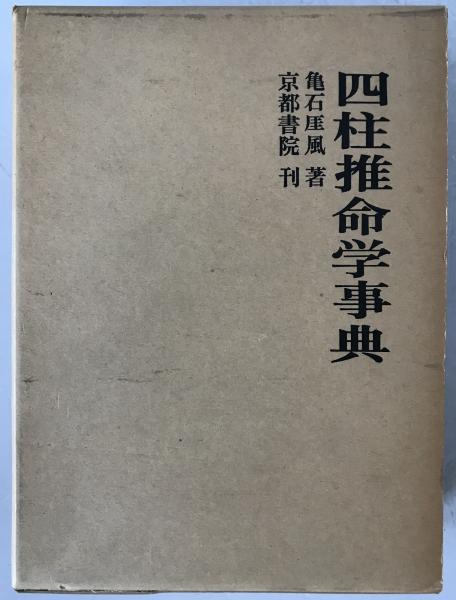 四柱推命学事典
亀石厓風 著
京都書院 刊